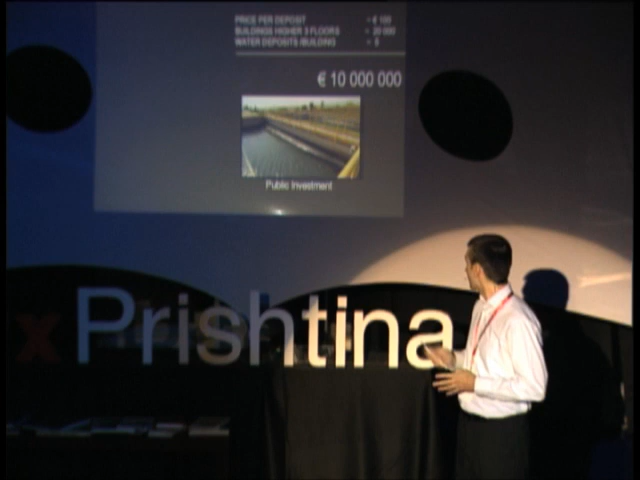 PRICE PER DEPOSIT - € 100
BUILDINGS HIGHER 3 FLOORS - 20 000
WATER DEPOSITS /BUILDING - 5
€ 10 000 000
Public Investment
x Prishtina